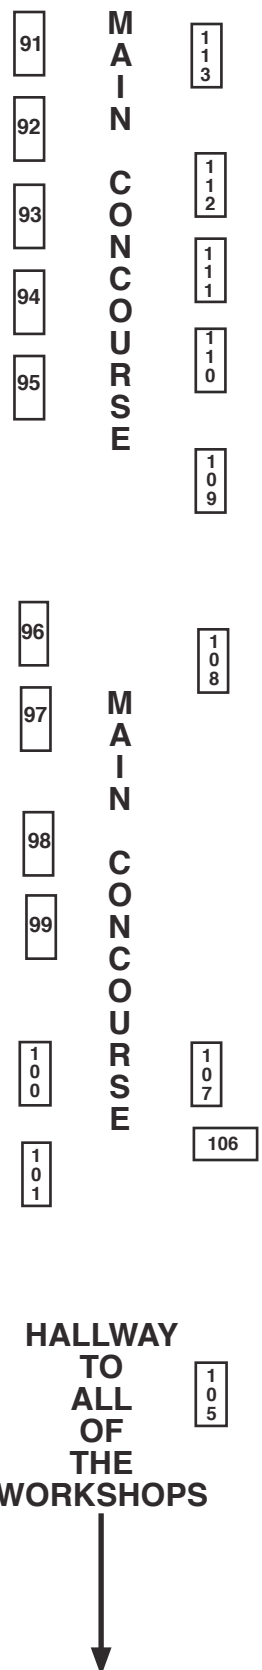 91
92
93
94
95
MAIN CONCOURSE
113
112
111
110
109
96
97
98
99
100
101
MAIN CONCOURSE
108
107
106
HALLWAY
TO
ALL
OF
THE
WORKSHOPS
105